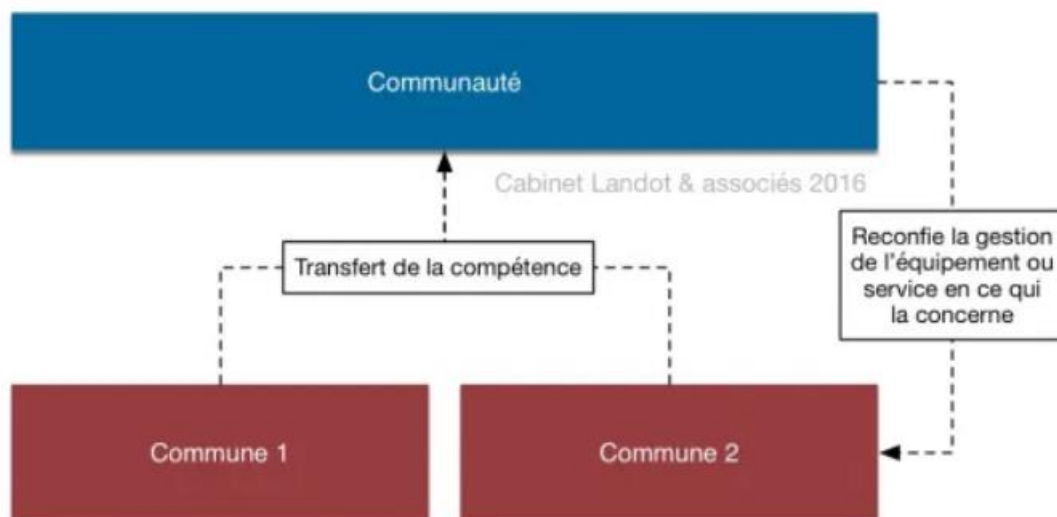 Communauté
Cabinet Landot & associés 2016
Transfert de la compétence
Reconfie la gestion
de l'équipement ou
service en ce qui
la concerne
Commune 1
Commune 2